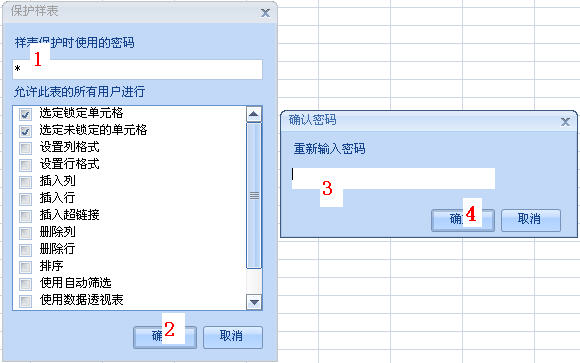 保护样表
样表保护时使用的密码
1
*
允许此表的所有用户进行
选定锁定单元格
选定未锁定的单元格
设置列格式
设置行格式
插入列
插入行
插入超链接
删除列
删除行
排序
使用自动筛选
使用数据透视表
确 2
取消
确认密码
重新输入密码
3
确 4
取消